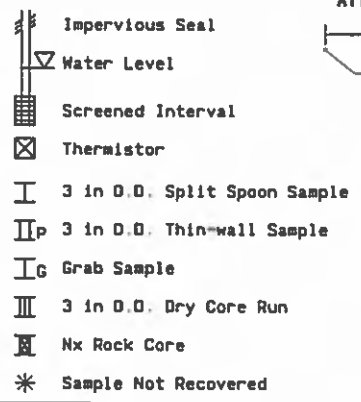 Impervious Seal
Water Level
Screened Interval
Thermistor
3 in O.D. Split Spoon Sample
P 3 in O.D. Thin-wall Sample
G Grab Sample
3 in O.D. Dry Core Run
Nx Rock Core
Sample Not Recovered